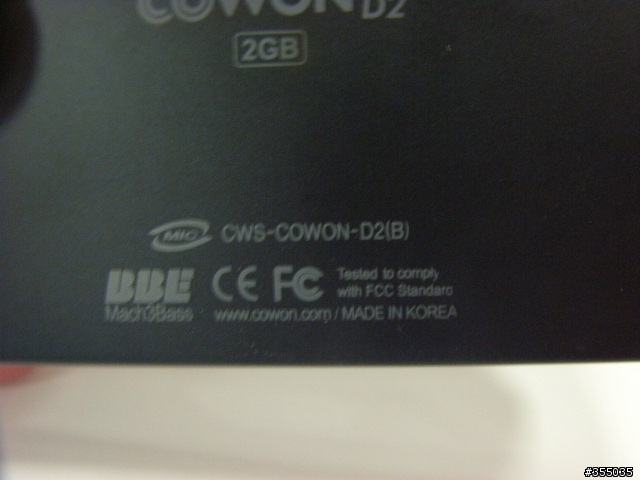 COWON D2
2GB
MIC CWS-COWON-D2(B)
BBE CE FC Tested to comply
with FCC Standard
Mach3Bass www.cowon.com / MADE IN KOREA
#355035